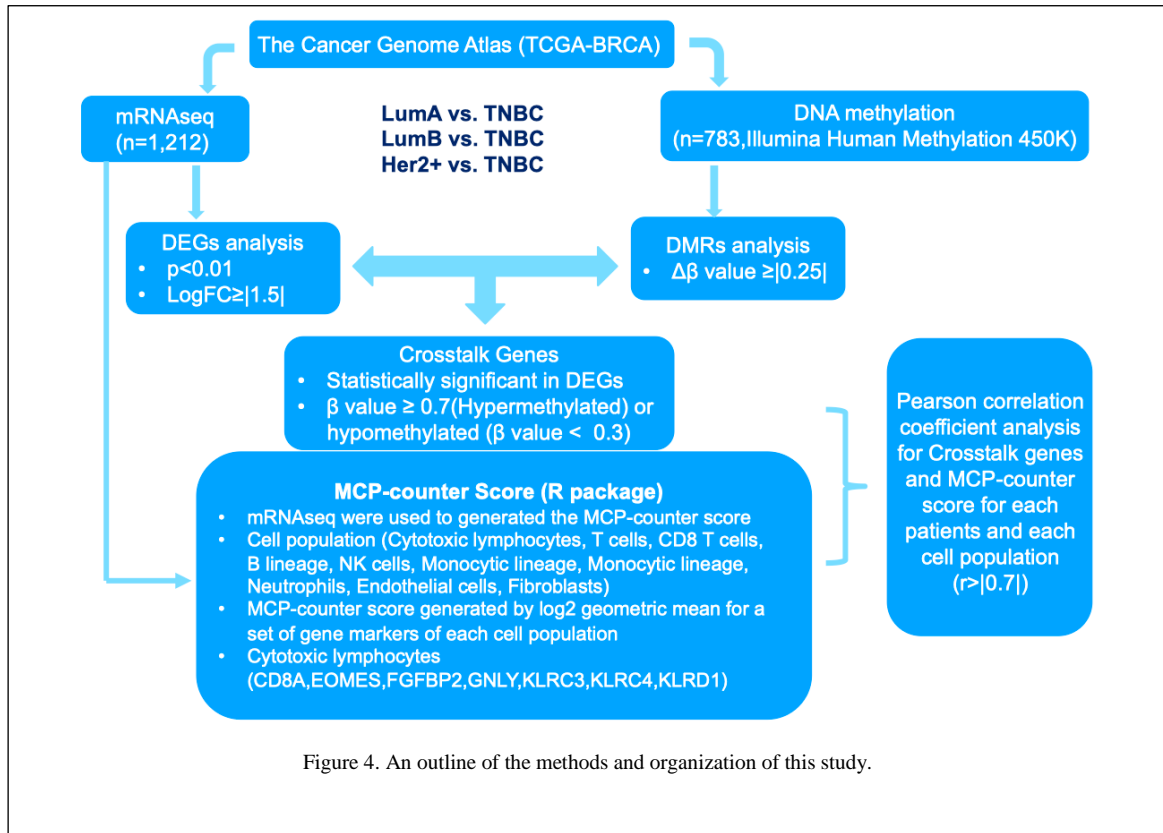 The Cancer Genome Atlas (TCGA-BRCA)
mRNAseq
(n=1,212)
LumA vs. TNBC
LumB vs. TNBC
Her2+ vs. TNBC
DNA methylation
(n=783,Illumina Human Methylation 450K)
DEGs analysis
• p<0.01
• LogFC≥|1.5|
DMRs analysis
• Δβ value ≥|0.25|
Crosstalk Genes
• Statistically significant in DEGs
• β value ≥ 0.7(Hypermethylated) or
hypomethylated (β value < 0.3)
MCP-counter Score (R package)
• mRNAseq were used to generated the MCP-counter score
• Cell population (Cytotoxic lymphocytes, T cells, CD8 T cells,
B lineage, NK cells, Monocytic lineage, Monocytic lineage,
Neutrophils, Endothelial cells, Fibroblasts)
• MCP-counter score generated by log2 geometric mean for a
set of gene markers of each cell population
• Cytotoxic lymphocytes
(CD8A,EOMES,FGFBP2,GNLY,KLRC3,KLRC4,KLRD1)
Pearson correlation
coefficient analysis
for Crosstalk genes
and MCP-counter
score for each
patients and each
cell population
(r>|0.7|)
Figure 4. An outline of the methods and organization of this study.